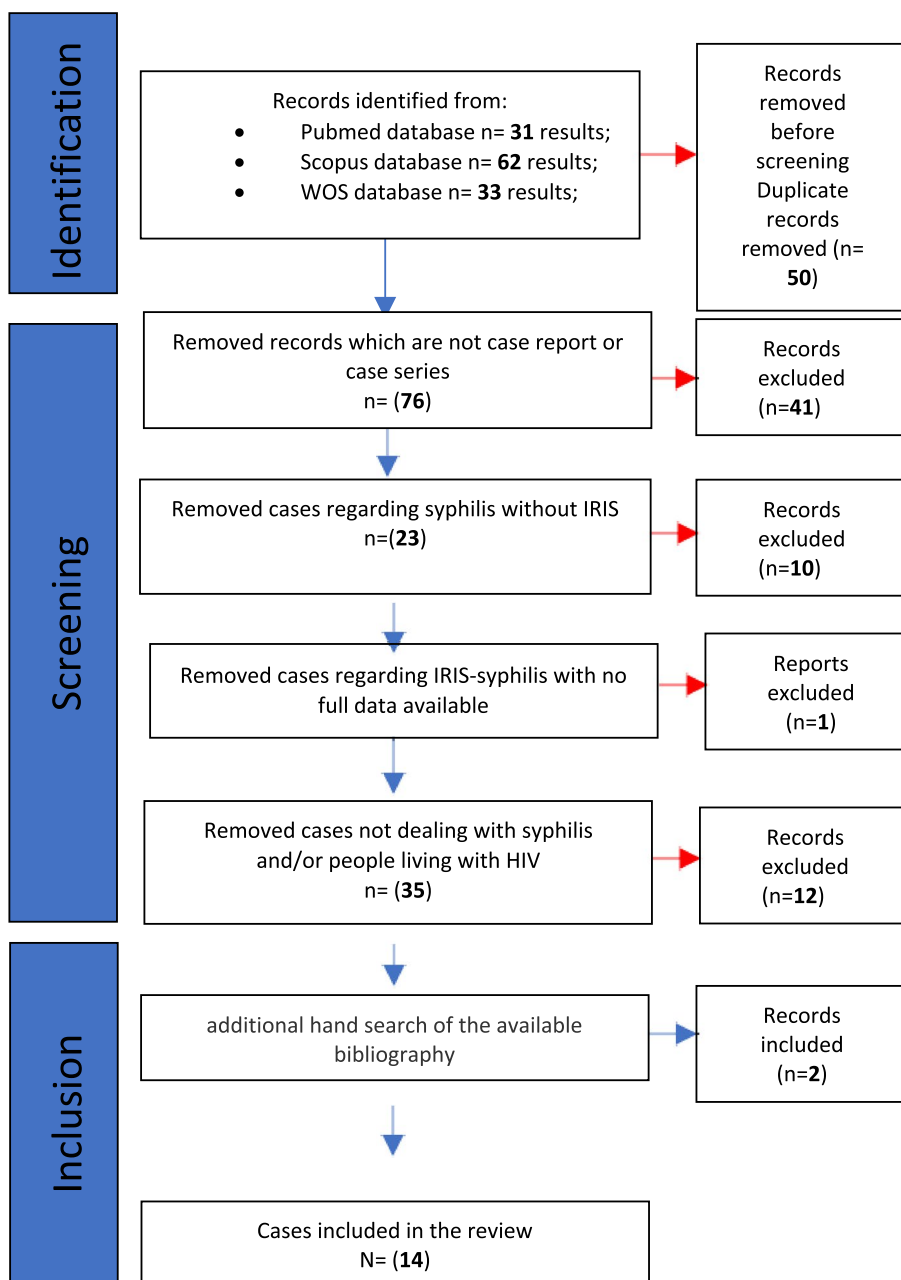 Identification
Records identified from:
• Pubmed database n= 31 results;
• Scopus database n= 62 results;
• WOS database n= 33 results;
Records
removed
before
screening
Duplicate
records
removed (n=
50)
Screening
Removed records which are not case report or
case series
n= (76)
Records
excluded
(n=41)
Removed cases regarding syphilis without IRIS
n=(23)
Records
excluded
(n=10)
Removed cases regarding IRIS-syphilis with no
full data available
Reports
excluded
(n=1)
Removed cases not dealing with syphilis
and/or people living with HIV
n= (35)
Records
excluded
(n=12)
Inclusion
additional hand search of the available
bibliography
Records
included
(n=2)
Cases included in the review
N= (14)